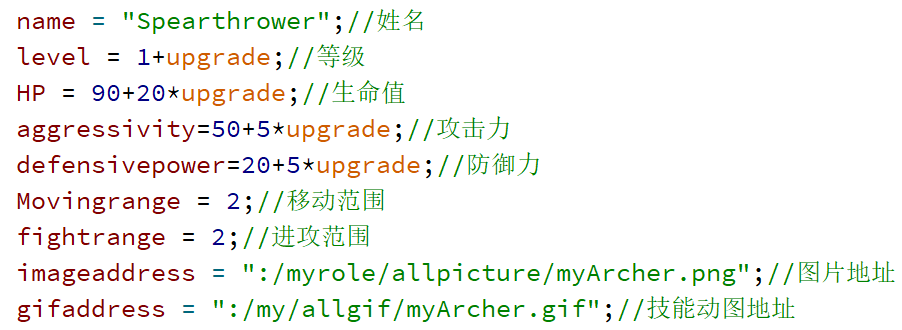 name = "Spearthrower";//姓名
level = 1+upgrade;//等级
HP = 90+20*upgrade;//生命值
aggressivity=50+5*upgrade;//攻击力
defensivepower=20+5*upgrade;//防御力
Movingrange = 2;//移动范围
fightrange = 2;//进攻范围
imageaddress = ":/myrole/allpicture/myArcher.png";//图片地址
gifaddress = ":/my/allgif/myArcher.gif";//技能动图地址